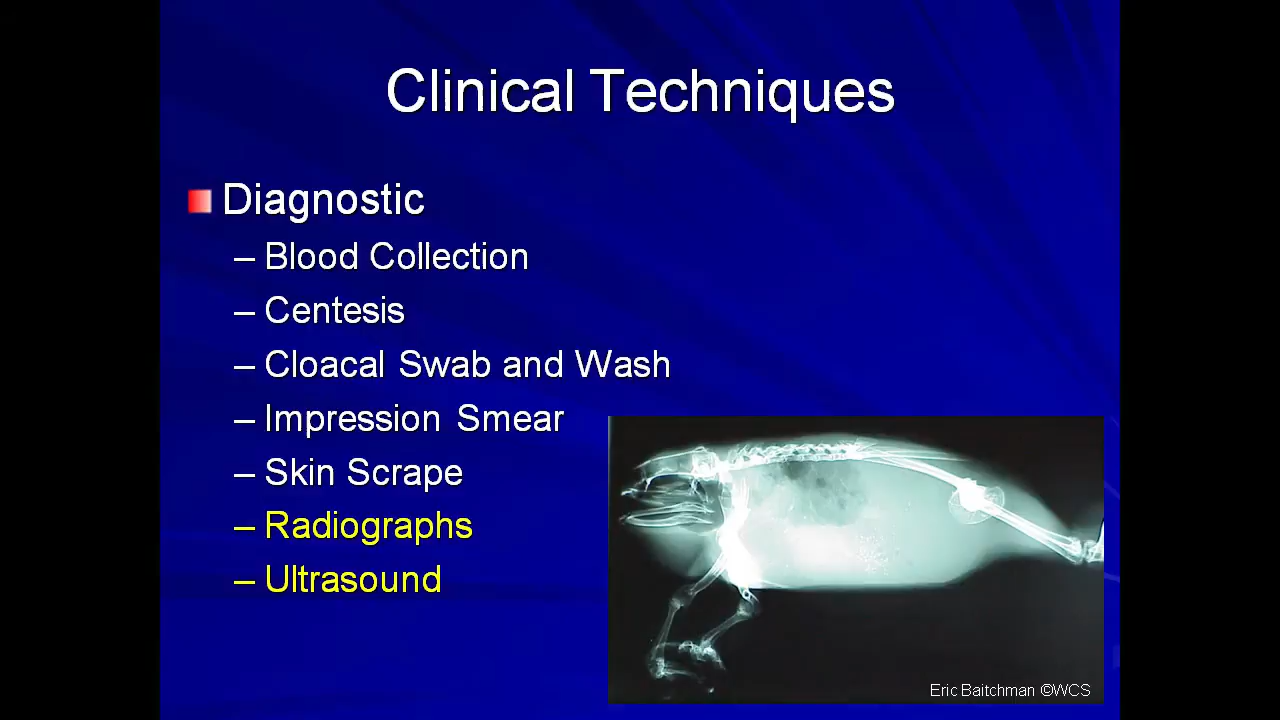 Clinical Techniques
Diagnostic
– Blood Collection
– Centesis
– Cloacal Swab and Wash
– Impression Smear
– Skin Scrape
– Radiographs
– Ultrasound
Eric Baitchman ©WCS